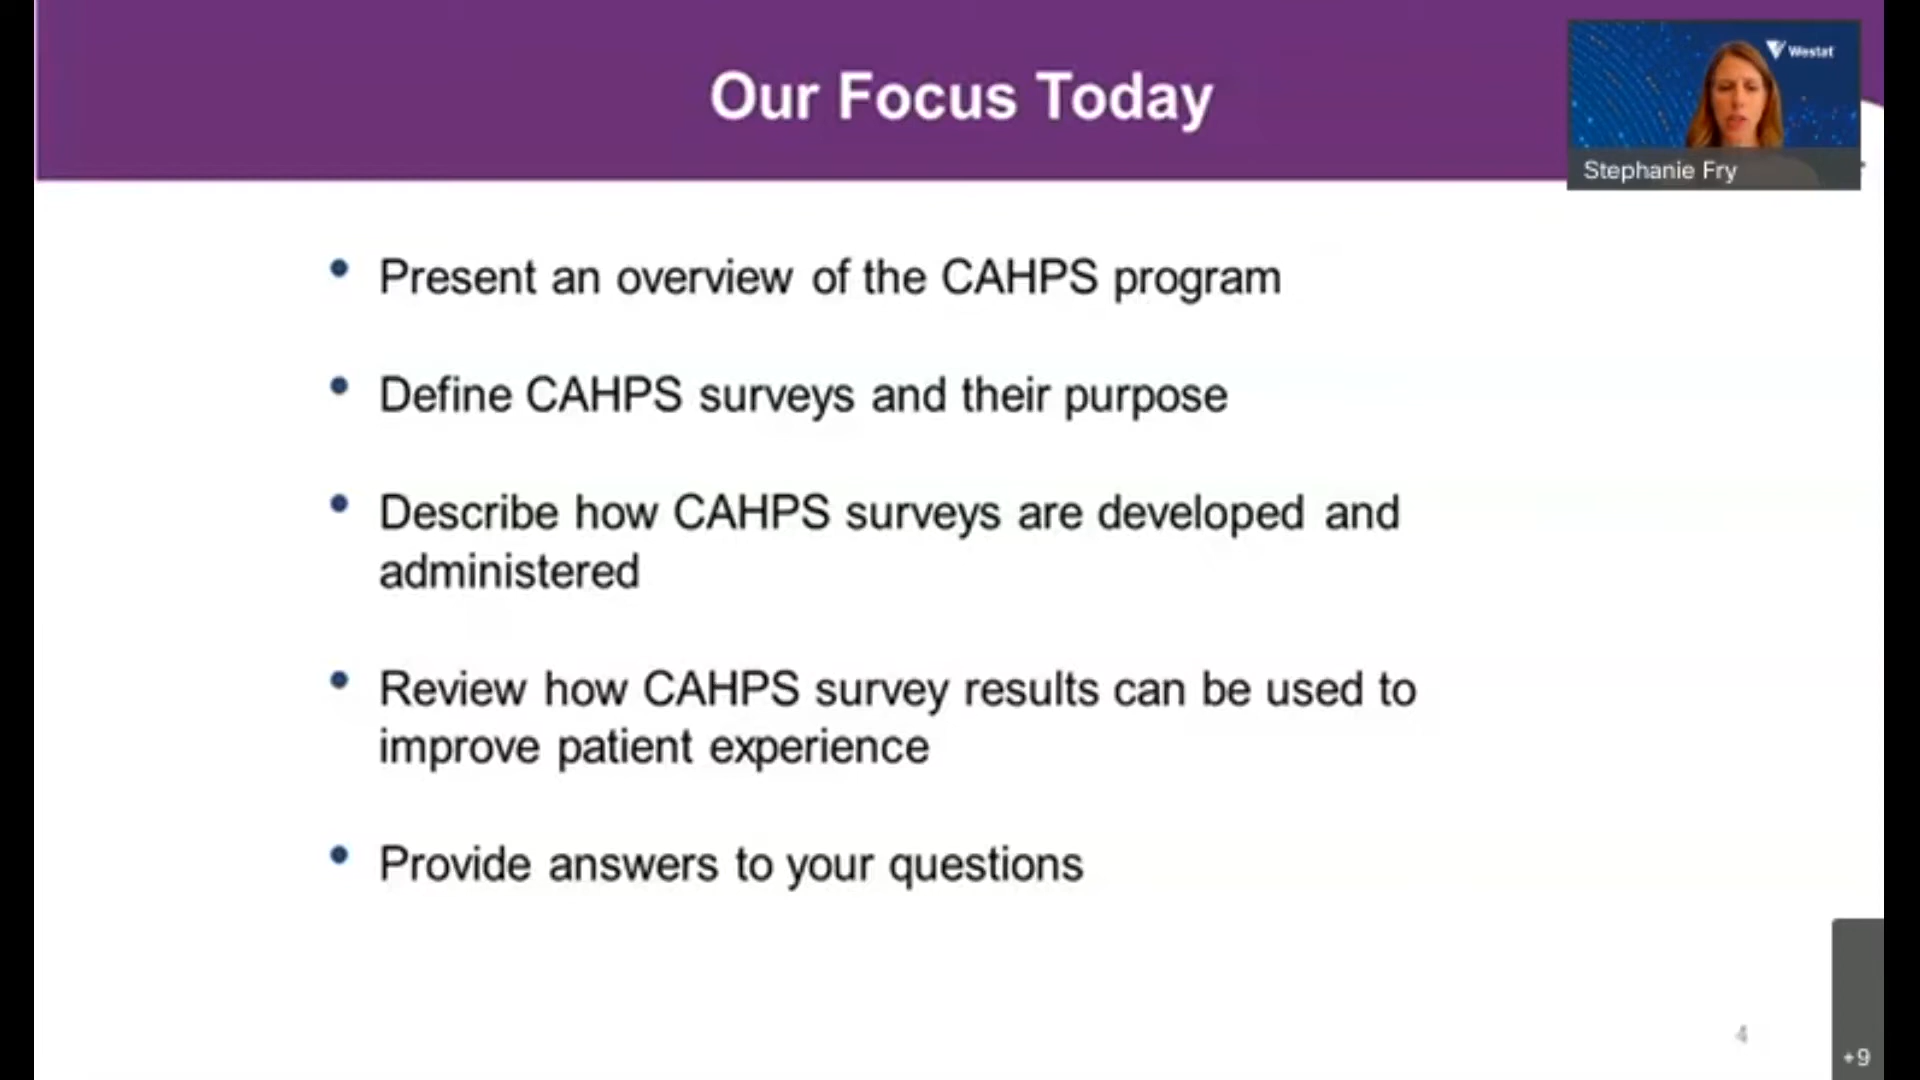 Our Focus Today
Westat
Stephanie Fry
• Present an overview of the CAHPS program
• Define CAHPS surveys and their purpose
• Describe how CAHPS surveys are developed and
administered
• Review how CAHPS survey results can be used to
improve patient experience
• Provide answers to your questions
4
+9